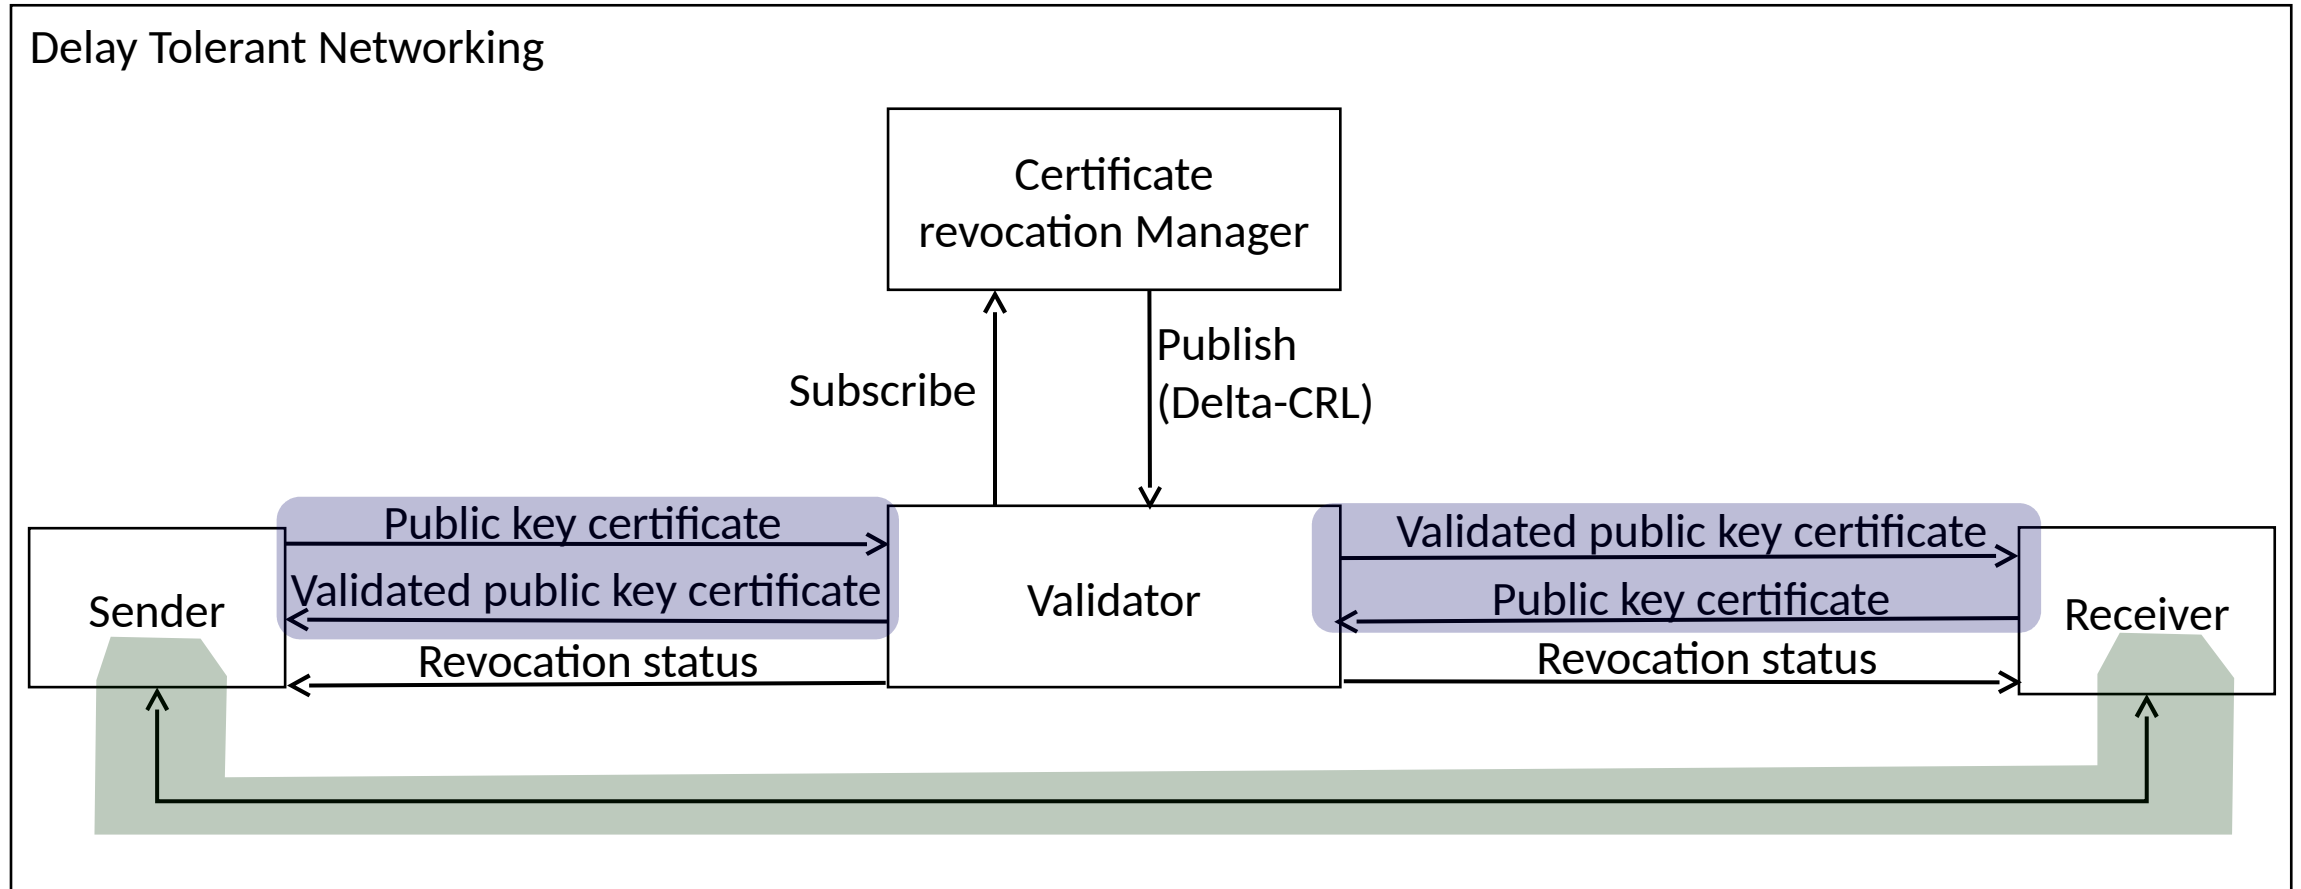 Delay Tolerant Networking
Certificate
revocation Manager
Subscribe
Publish
(Delta-CRL)
Public key certificate
Validated public key certificate
Revocation status
Sender
Validator
Validated public key certificate
Public key certificate
Revocation status
Receiver